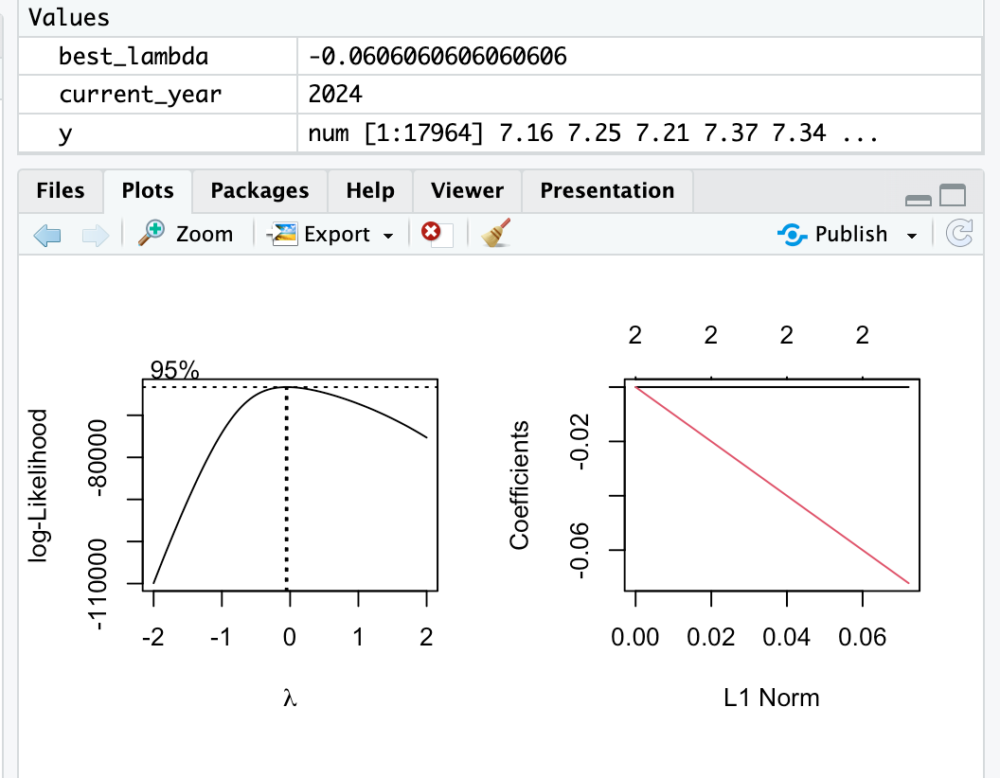 Values
best_lambda -0.0606060606060606
current_year 2024
y num [1:17964] 7.16 7.25 7.21 7.37 7.34 ...
Files Plots Packages Help Viewer Presentation
Zoom Export Publish
95%
log-Likelihood
-80000
-110000
-2 -1 0 1 2
λ
2 2 2 2
Coefficients
-0.02
-0.06
0.00 0.02 0.04 0.06
L1 Norm